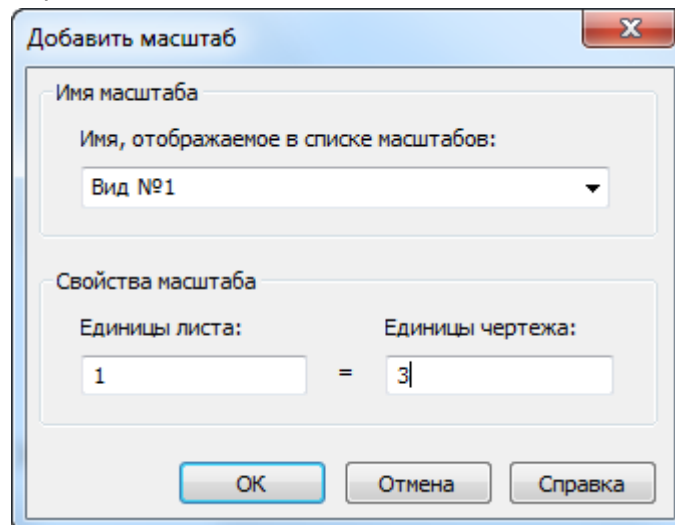 Добавить масштаб
Имя масштаба
Имя, отображаемое в списке масштабов:
Вид №1
Свойства масштаба
Единицы листа: Единицы чертежа:
1 = 3
ОК Отмена Справка